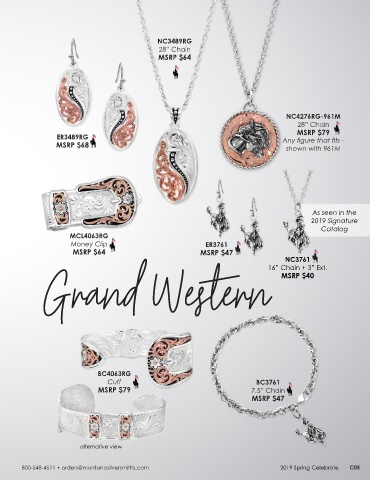 NC3489RG
28" Chain
MSRP $64
ER3489RG
MSRP $68
NC4276RG-961M
28" Chain
MSRP $79
Any figure that fits -
shown with 961M
MCL4063RG
Money Clip
MSRP $64
ER3761
MSRP $47
NC3761
16" Chain + 3" Ext.
MSRP $40
As seen in the
2019 Signature
Catalog
Grand Western
BC4063RG
Cuff
MSRP $79
BC3761
7.5" Chain
MSRP $47
alternative view
800-548-4511 • orders@montanasilversmiths.com
2019 Spring Celebrate C05